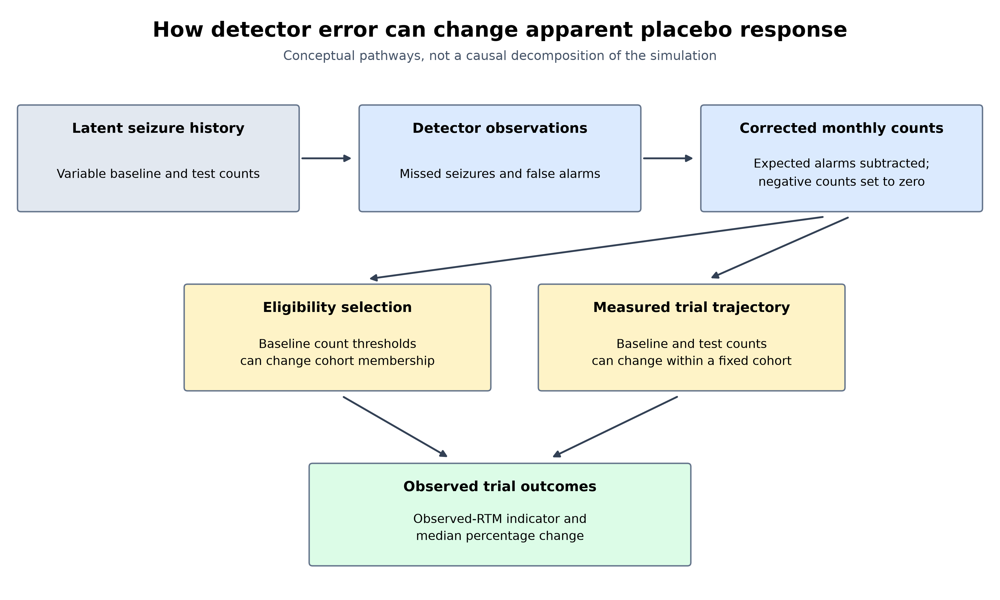 How detector error can change apparent placebo response
Conceptual pathways, not a causal decomposition of the simulation
Latent seizure history
Variable baseline and test counts
Detector observations
Missed seizures and false alarms
Corrected monthly counts
Expected alarms subtracted;
negative counts set to zero
Eligibility selection
Baseline count thresholds
can change cohort membership
Measured trial trajectory
Baseline and test counts
can change within a fixed cohort
Observed trial outcomes
Observed-RTM indicator and
median percentage change